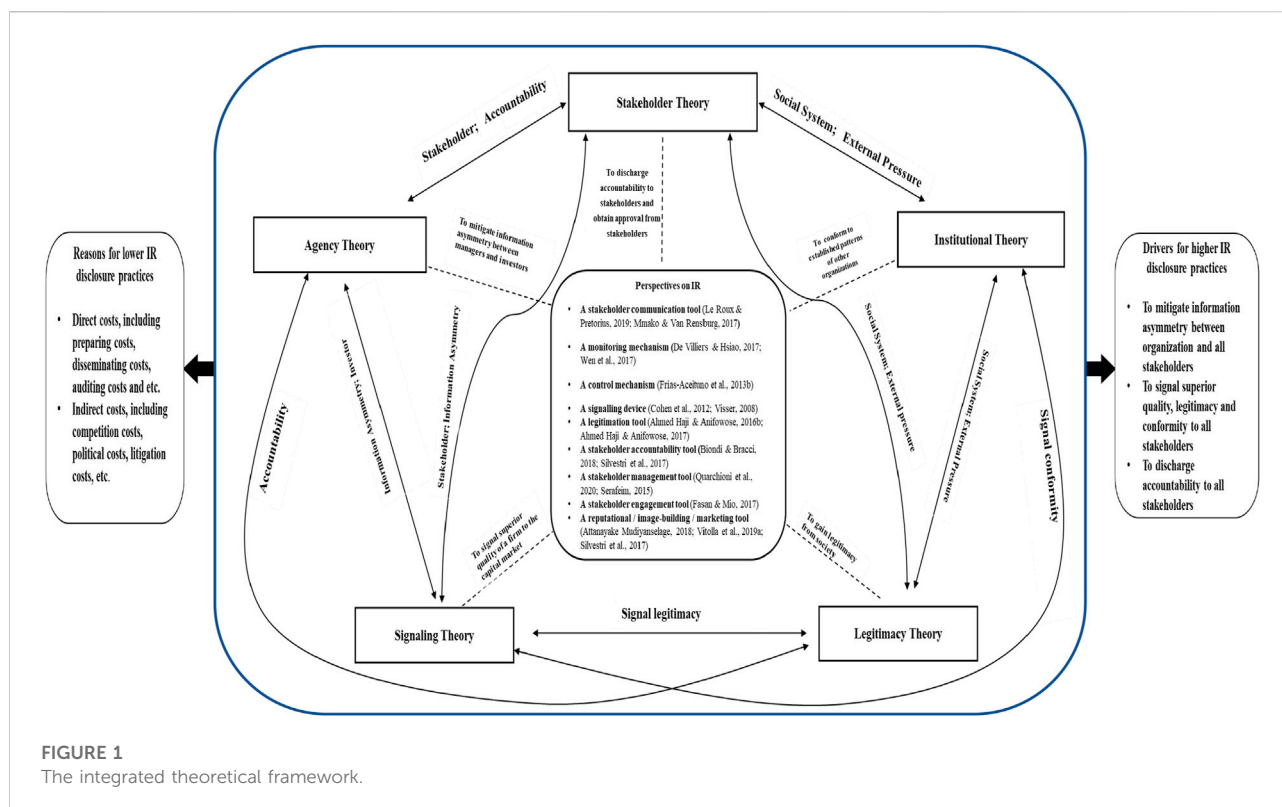 Stakeholder Theory
Stakeholder; Accountability
Social System; External Pressure
To discharge
accountability to
stakeholders and
obtain approval from
stakeholders
Agency Theory
To mitigate information
asymmetry between
managers and investors
To conform to
established patterns
of other
organizations
Institutional Theory
Reasons for lower IR
disclosure practices
• Direct costs, including
preparing costs,
disseminating costs,
auditing costs and etc.
• Indirect costs, including
competition costs,
political costs, litigation
costs, etc.
Accountability
Information Asymmetry; Investor
Stakeholder; Information Asymmetry
Perspectives on IR
• A stakeholder communication tool (Le Roux &
Pretorius, 2019; Mmako & Van Rensburg, 2017)
• A monitoring mechanism (De Villiers & Hsiao, 2017;
Wen et al., 2017)
• A control mechanism (Frias-Aceituno et al., 2013b)
• A signalling device (Cohen et al., 2012; Visser, 2008)
• A legitimation tool (Ahmed Haji & Anifowose, 2016b;
Ahmed Haji & Anifowose, 2017)
• A stakeholder accountability tool (Biondi & Bracci,
2018; Silvestri et al., 2017)
• A stakeholder management tool (Quarchioni et al.,
2020; Serafeim, 2015)
• A stakeholder engagement tool (Fasan & Mio, 2017)
• A reputational / image-building / marketing tool
(Attanayake Mudiyanselage, 2018; Vitolla et al., 2019a;
Silvestri et al., 2017)
Social System; External pressure
Social System; External Pressure
Signal conformity
Drivers for higher IR
disclosure practices
• To mitigate information
asymmetry between
organization and all
stakeholders
• To signal superior
quality, legitimacy and
conformity to all
stakeholders
• To discharge
accountability to all
stakeholders
To signal superior
quality of a firm to the
capital market
To gain legitimacy
from society
Signaling Theory
Signal legitimacy
Legitimacy Theory
FIGURE 1
The integrated theoretical framework.